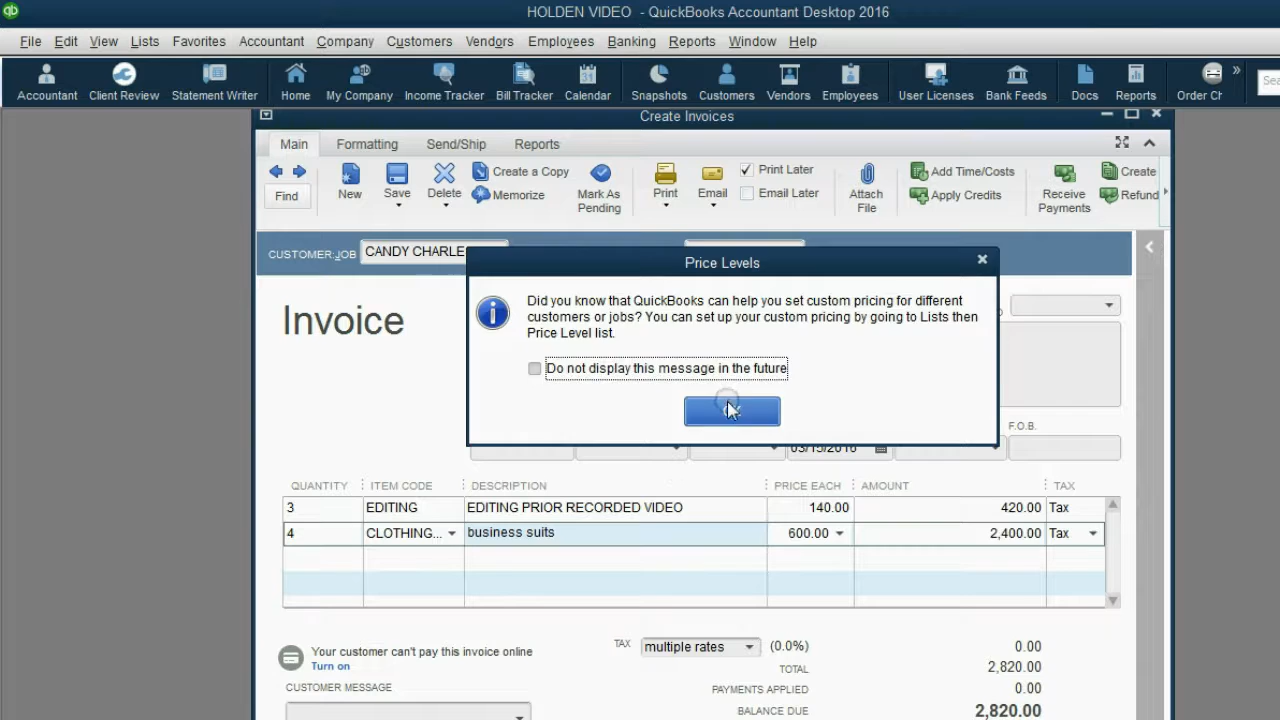 HOLDEN VIDEO - QuickBooks Accountant Desktop 2016
File Edit View Lists Favorites Accountant Company Customers Vendors Employees Banking Reports Window Help
Accountant Client Review Statement Writer Home My Company Income Tracker Bill Tracker Calendar Snapshots Customers Vendors Employees User Licenses Bank Feeds Docs Reports Order Ch » Sea
Create Invoices
Main Formatting Send/Ship Reports
Find New Save Delete Create a Copy Memorize Mark As Pending Print Email Print Later Email Later Attach File Add Time/Costs Apply Credits Receive Payments Create Refund
CUSTOMER:JOB CANDY CHARLE
Price Levels
Did you know that QuickBooks can help you set custom pricing for different
customers or jobs? You can set up your custom pricing by going to Lists then
Price Level list.
Do not display this message in the future
Invoice
F.O.B.
03/15/2016
QUANTITY ITEM CODE DESCRIPTION PRICE EACH AMOUNT TAX
3 EDITING EDITING PRIOR RECORDED VIDEO 140.00 420.00 Tax
4 CLOTHING... business suits 600.00 2,400.00 Tax
Your customer can't pay this invoice online
Turn on
TAX multiple rates (0.0%) 0.00
TOTAL 2,820.00
CUSTOMER MESSAGE
PAYMENTS APPLIED 0.00
BALANCE DUE 2,820.00